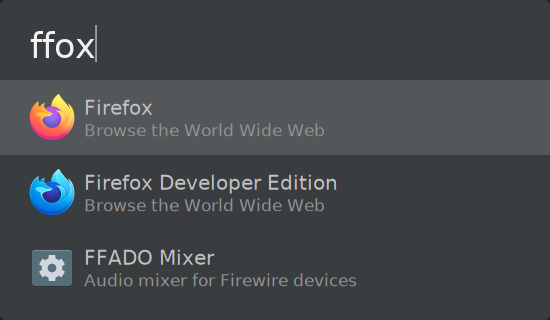 ffox
Firefox
Browse the World Wide Web
Firefox Developer Edition
Browse the World Wide Web
FFADO Mixer
Audio mixer for Firewire devices